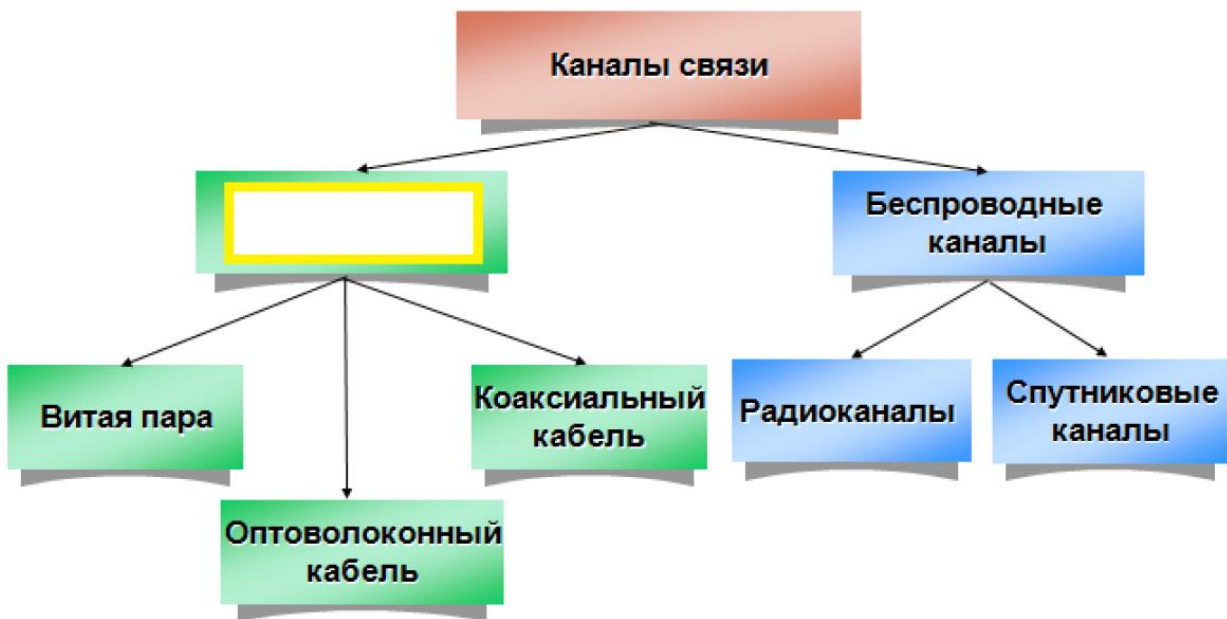 Каналы связи
Беспроводные
каналы
Витая пара
Коаксиальный
кабель
Радиоканалы
Спутниковые
каналы
Оптоволоконный
кабель